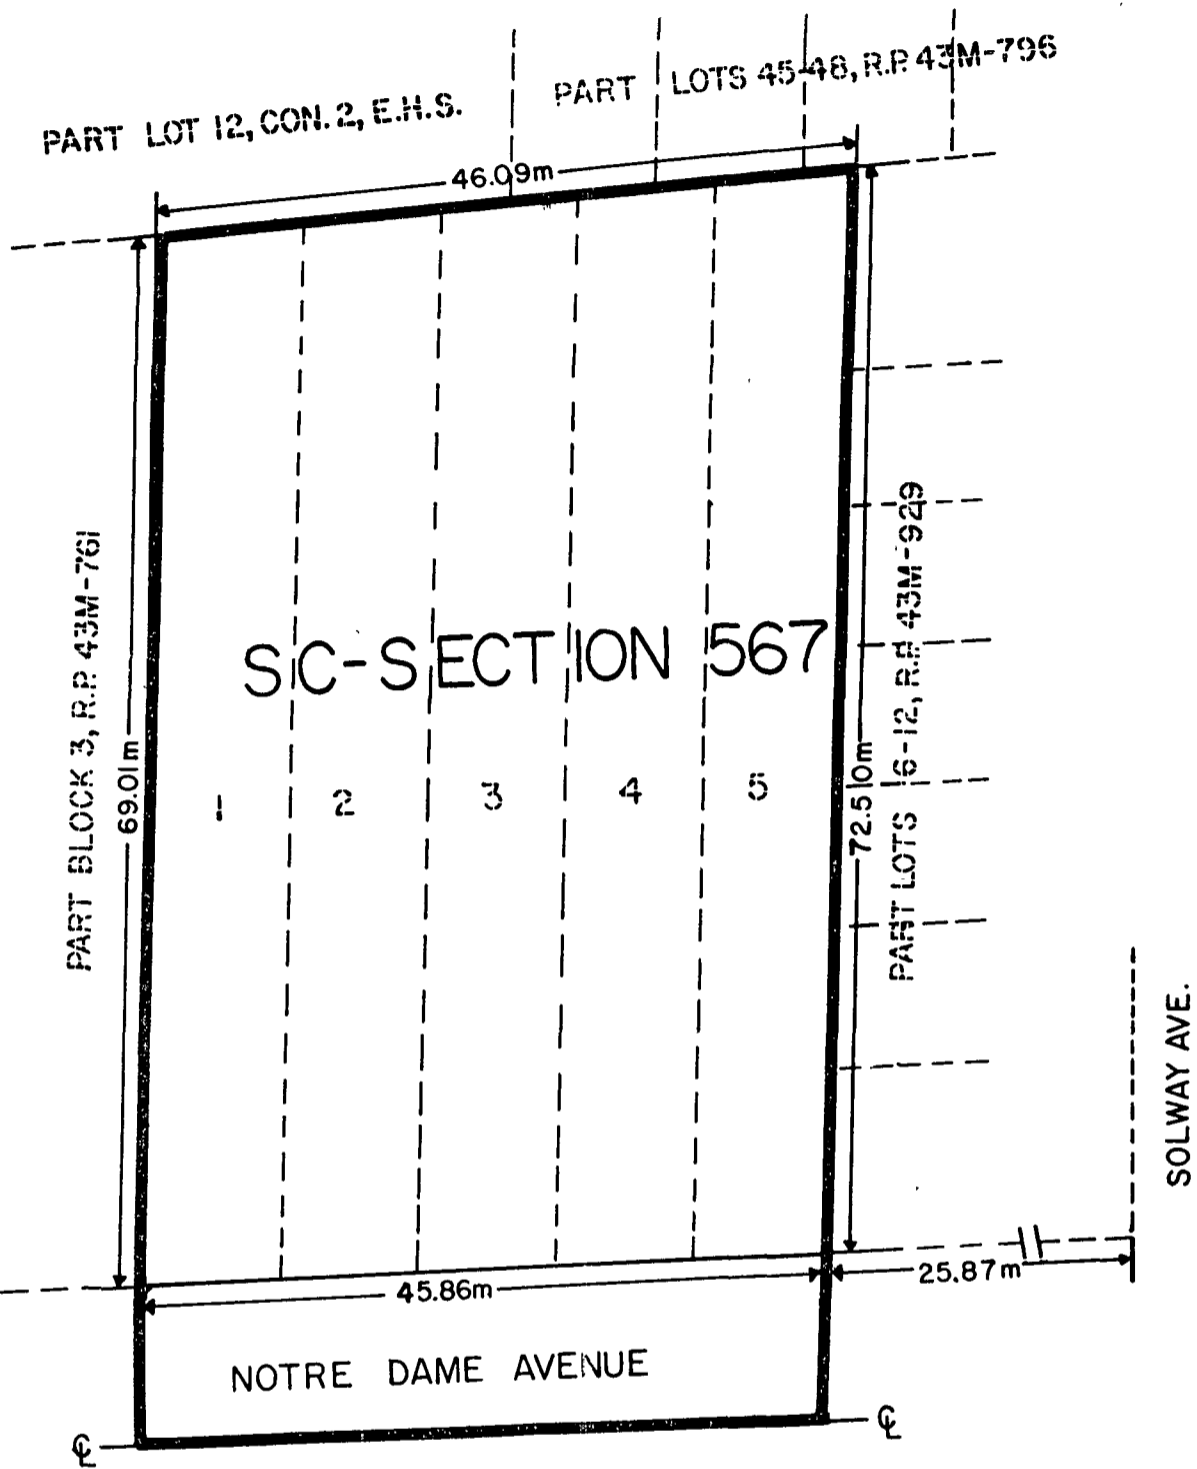 PART LOT 12, CON. 2, E.H.S.
PART LOTS 45-48, R.P. 43M-796
46.09m
PART BLOCK 3, R.P. 43M-761
69.01m
SC-SECTION 567
1 2 3 4 5
72.510m
PART LOTS 6-12, R.P. 43M-929
SOLWAY AVE.
45.86m
25.87m
NOTRE DAME AVENUE
℄
℄